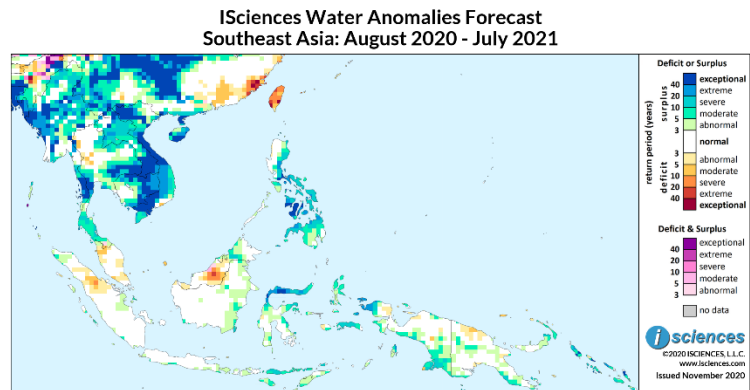 ISciences Water Anomalies Forecast
Southeast Asia: August 2020 - July 2021
Deficit or Surplus
return period (years)
surplus
deficit
40
20
10
5
3
3
5
10
20
40
exceptional
extreme
severe
moderate
abnormal
normal
abnormal
moderate
severe
extreme
exceptional
Deficit & Surplus
40
20
10
5
3
exceptional
extreme
severe
moderate
abnormal
no data
i sciences
©2020 ISCIENCES, L.L.C.
www.isciences.com
Issued November 2020